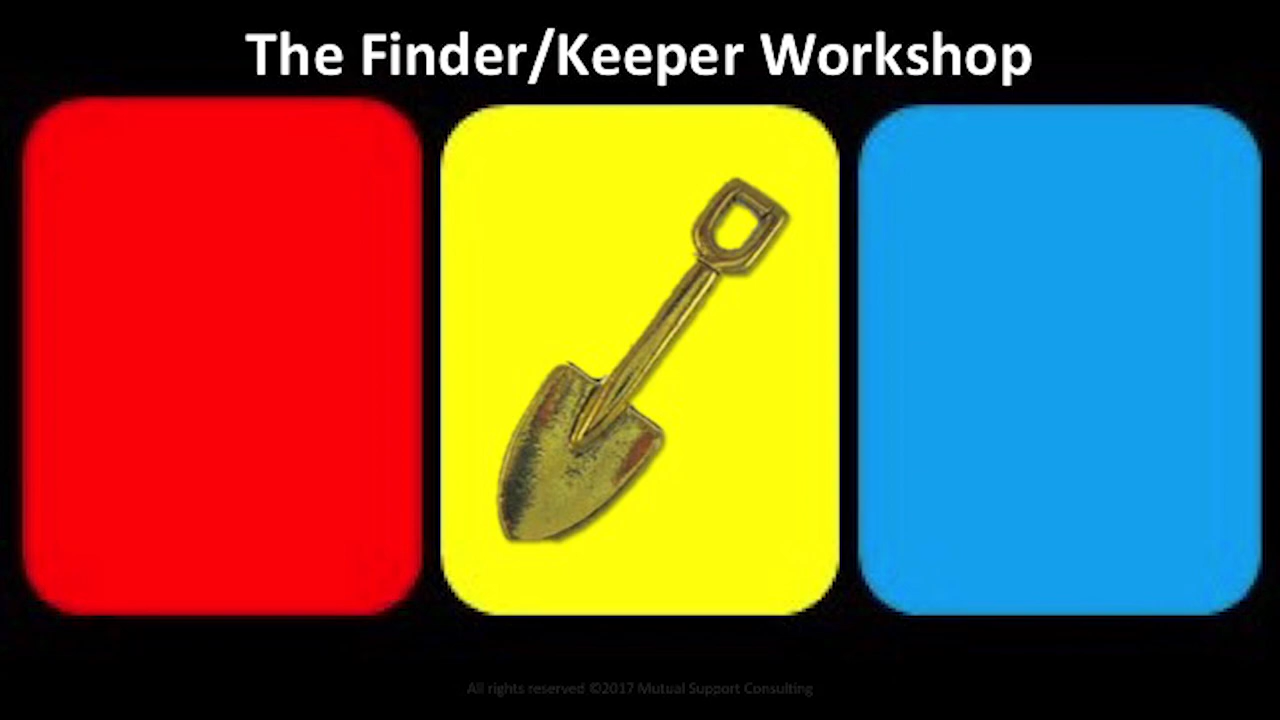 The Finder/Keeper Workshop
All rights reserved ©2017 Mutual Support Consulting